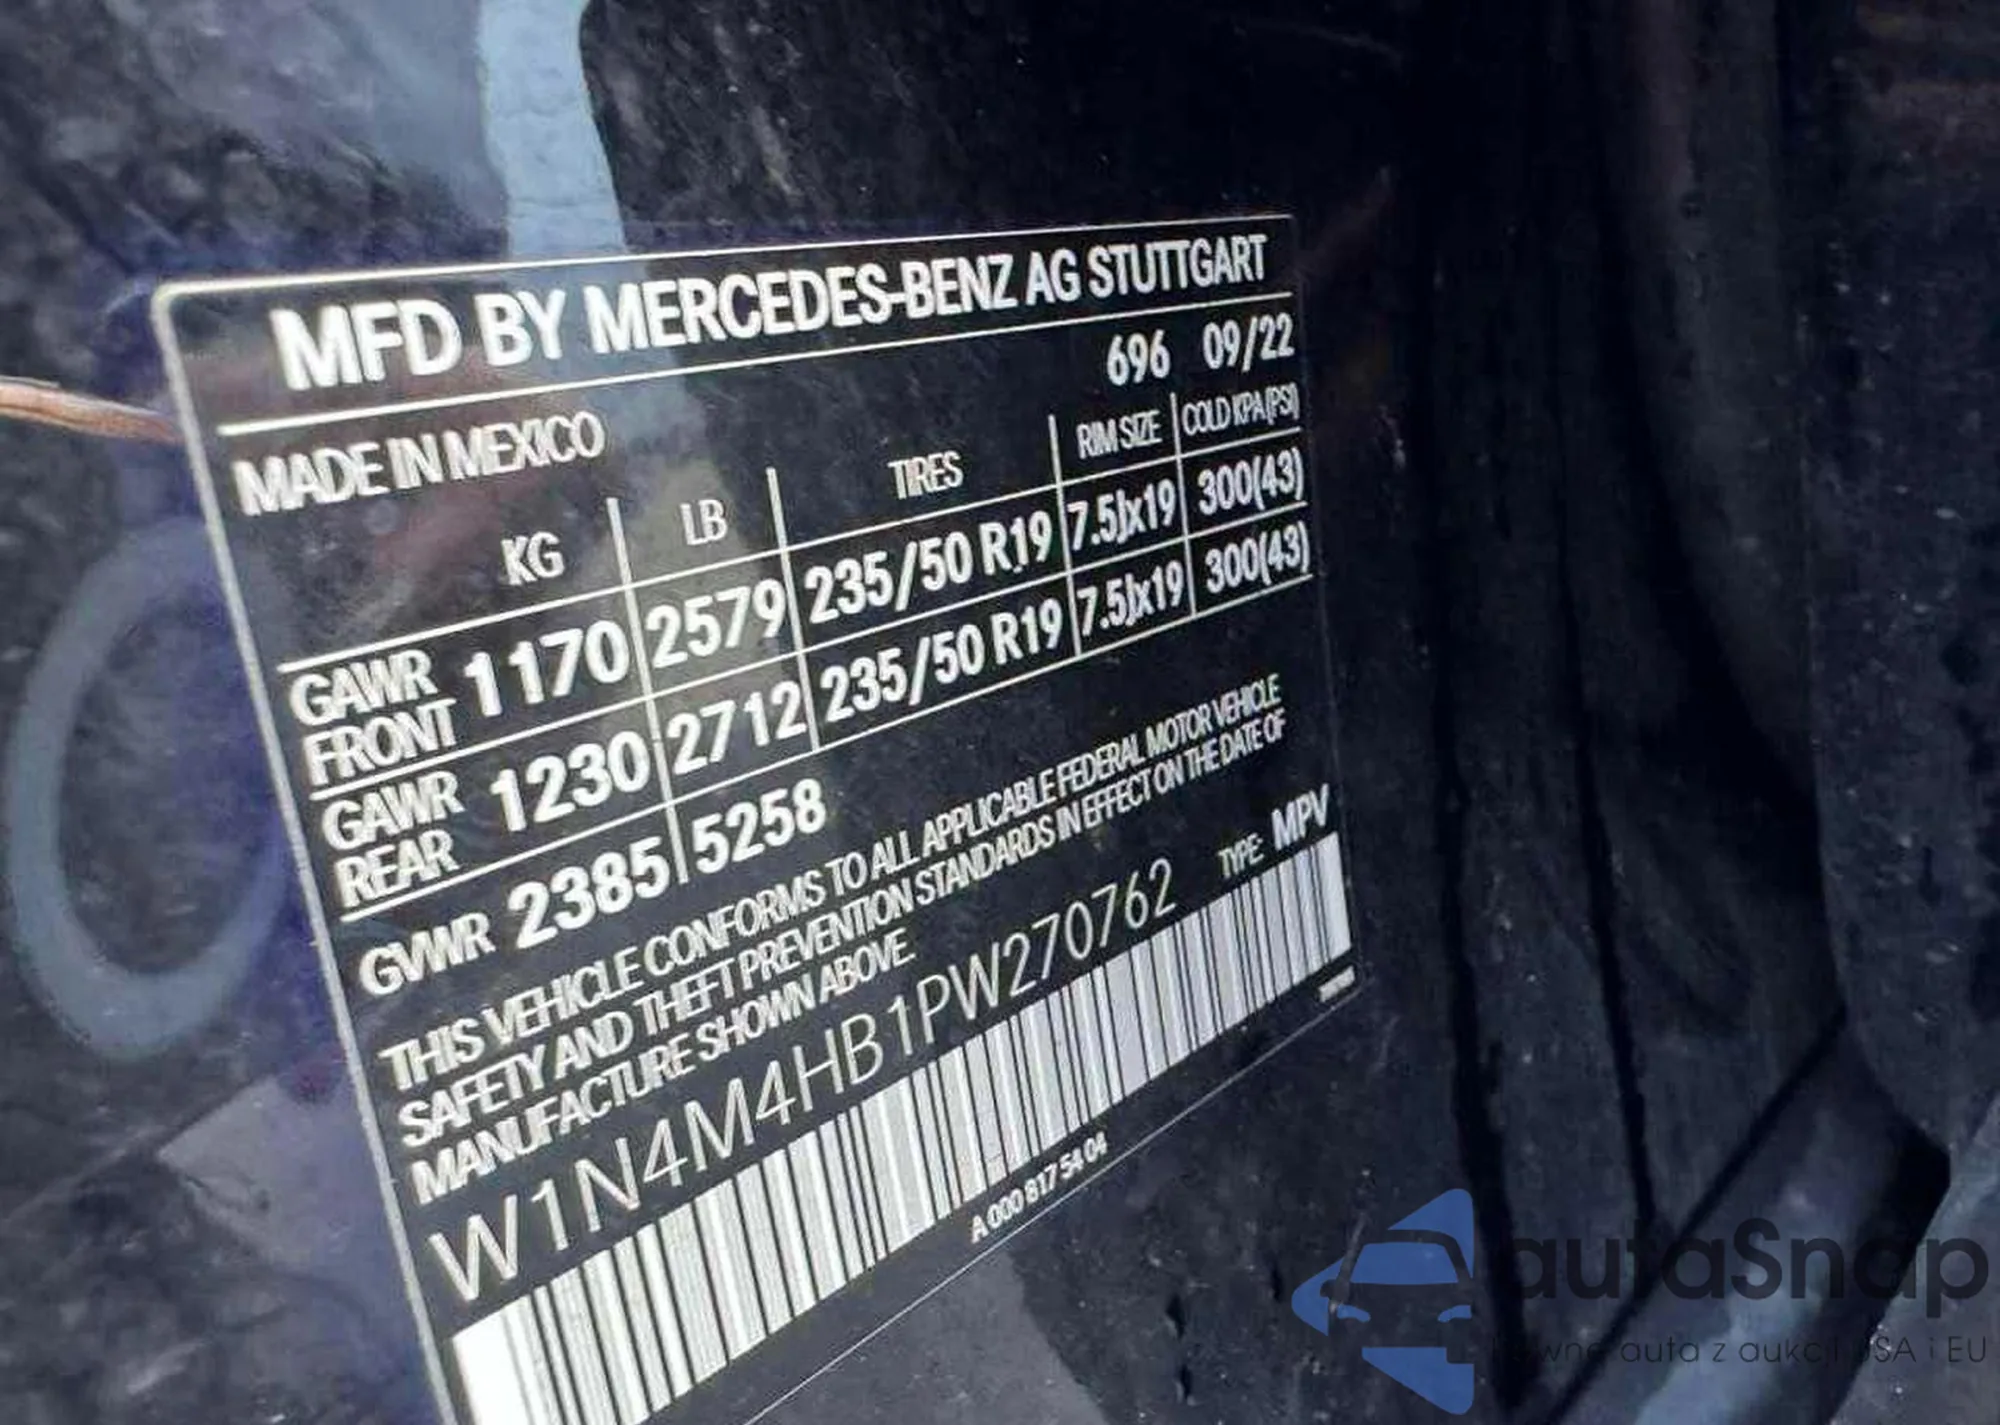 MFD BY MERCEDES-BENZ AG STUTTGART
696 09/22
MADE IN MEXICO
KG LB TIRES RIM SIZE COLD KPA(PSI)
GAWR FRONT 1170 2579 235/50 R19 7.5Jx19 300(43)
GAWR REAR 1230 2712 235/50 R19 7.5Jx19 300(43)
GVWR 2385 5258
THIS VEHICLE CONFORMS TO ALL APPLICABLE FEDERAL MOTOR VEHICLE
SAFETY AND THEFT PREVENTION STANDARDS IN EFFECT ON THE DATE OF
MANUFACTURE SHOWN ABOVE.
W1N4M4HB1PW270762 TYPE: MPV
A 000 817 54 04
autaSnap
auta z aukcji USA i EU